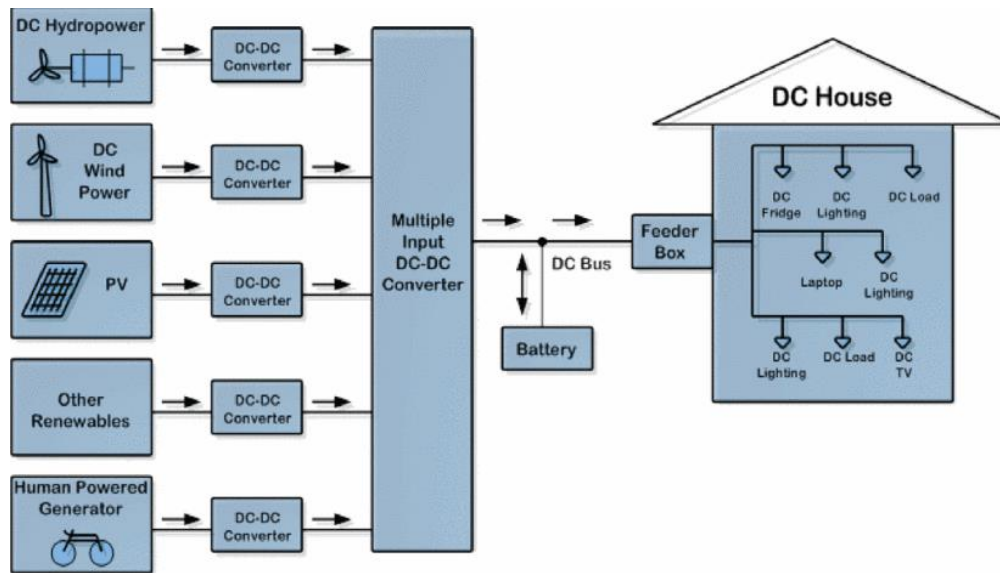 DC Hydropower
DC-DC
Converter
DC
Wind
Power
DC-DC
Converter
PV
DC-DC
Converter
Other
Renewables
DC-DC
Converter
Human Powered
Generator
DC-DC
Converter
Multiple
Input
DC-DC
Converter
DC Bus
Battery
Feeder
Box
DC House
DC
Fridge
DC
Lighting
DC Load
Laptop
DC
Lighting
DC
Lighting
DC Load
DC
TV